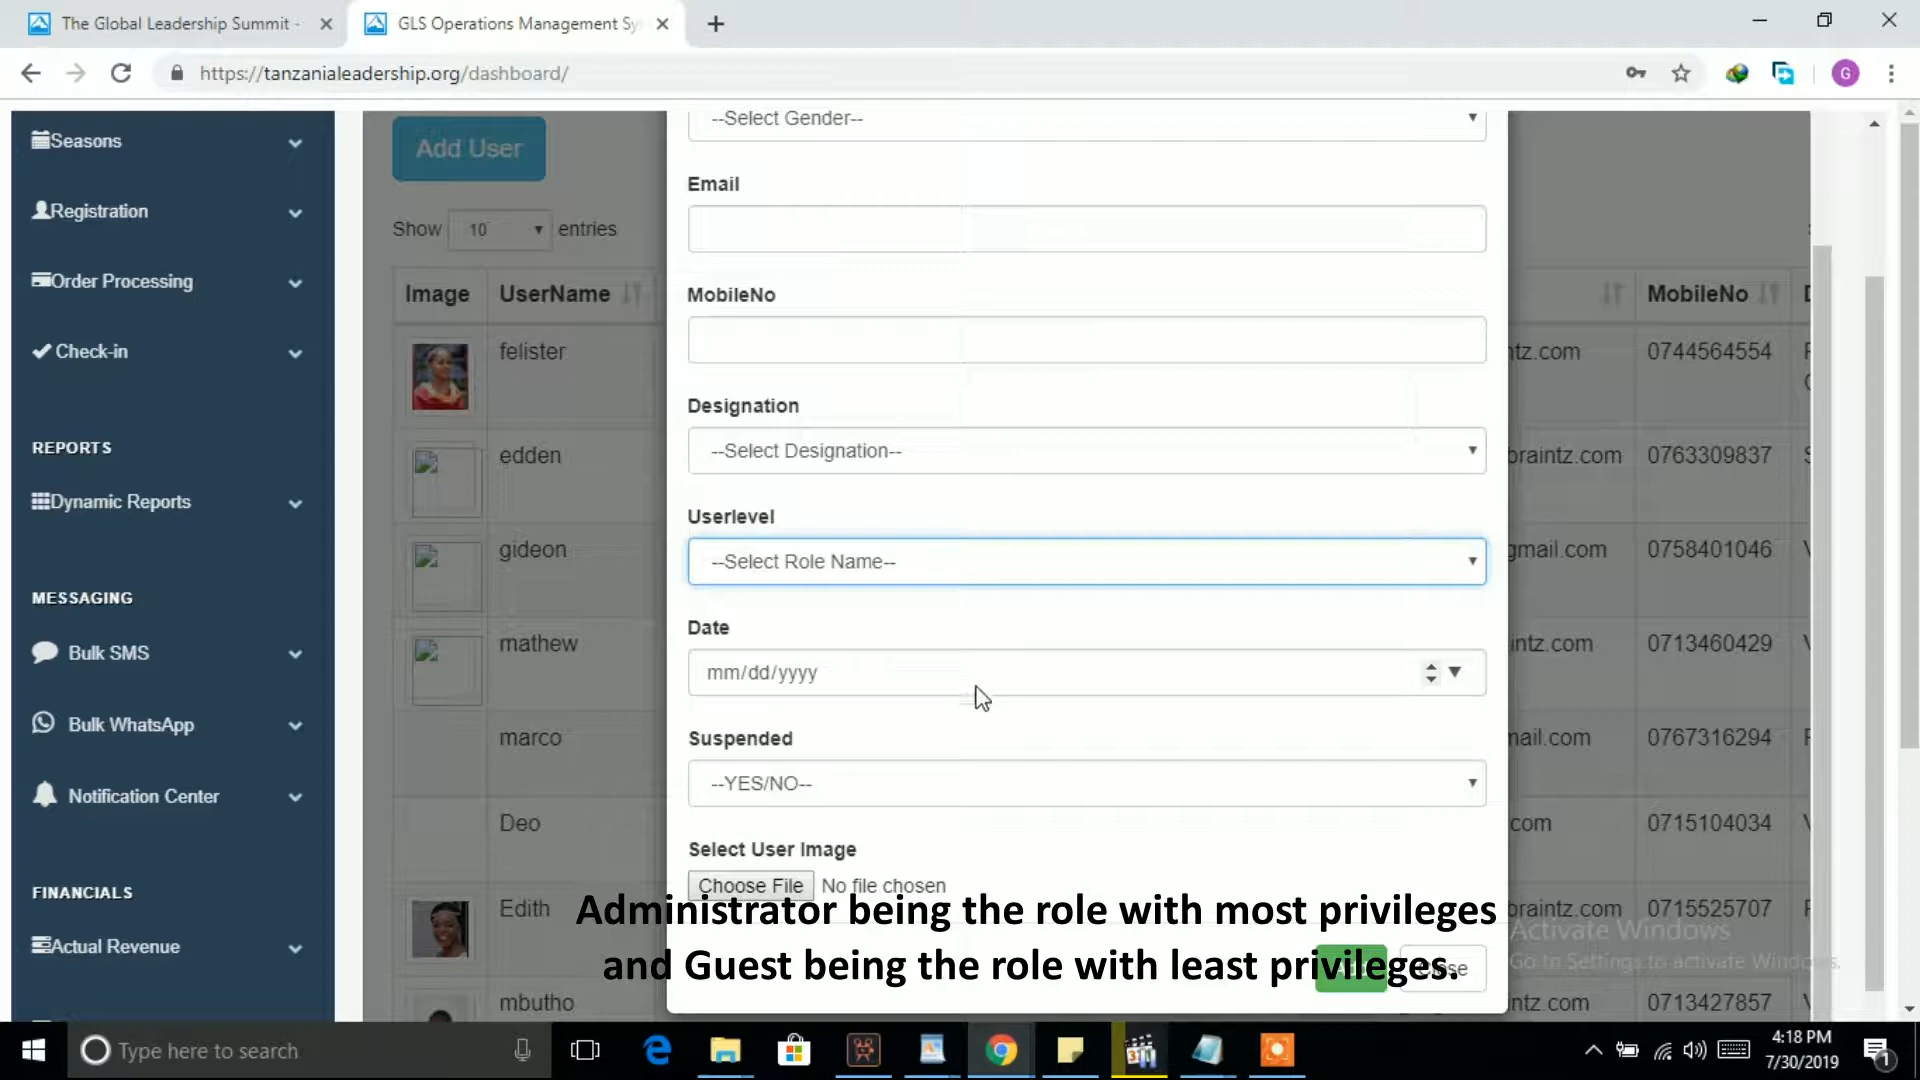 The Global Leadership Summit -
GLS Operations Management Sy
https://tanzanialeadership.org/dashboard/
G
Seasons
Registration
Order Processing
Check-in
REPORTS
Dynamic Reports
MESSAGING
Bulk SMS
Bulk WhatsApp
Notification Center
FINANCIALS
Actual Revenue
Add User
Show 10 entries
Image UserName MobileNo
felister ntz.com 0744564554
edden braintz.com 0763309837
gideon gmail.com 0758401046
mathew intz.com 0713460429
marco mail.com 0767316294
Deo com 0715104034
Edith braintz.com 0715525707
mbutho ntz.com 0713427857
--Select Gender--
Email
MobileNo
Designation
--Select Designation--
Userlevel
--Select Role Name--
Date
mm/dd/yyyy
Suspended
--YES/NO--
Select User Image
Choose File No file chosen
Administrator being the role with most privileges
and Guest being the role with least privileges.
Activate Windows
Go to Settings to activate Windows.
Type here to search
4:18 PM
7/30/2019
1